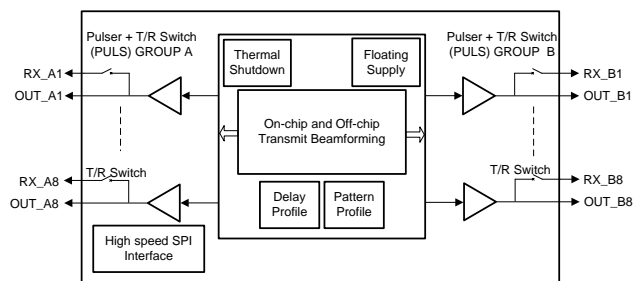 Pulser + T/R Switch
(PULS) GROUP A
Pulser + T/R Switch
(PULS) GROUP B
Thermal
Shutdown
Floating
Supply
RX_A1
OUT_A1
RX_B1
OUT_B1
On-chip and Off-chip
Transmit Beamforming
T/R Switch
RX_A8
OUT_A8
T/R Switch
RX_B8
OUT_B8
Delay
Profile
Pattern
Profile
High speed SPI
Interface